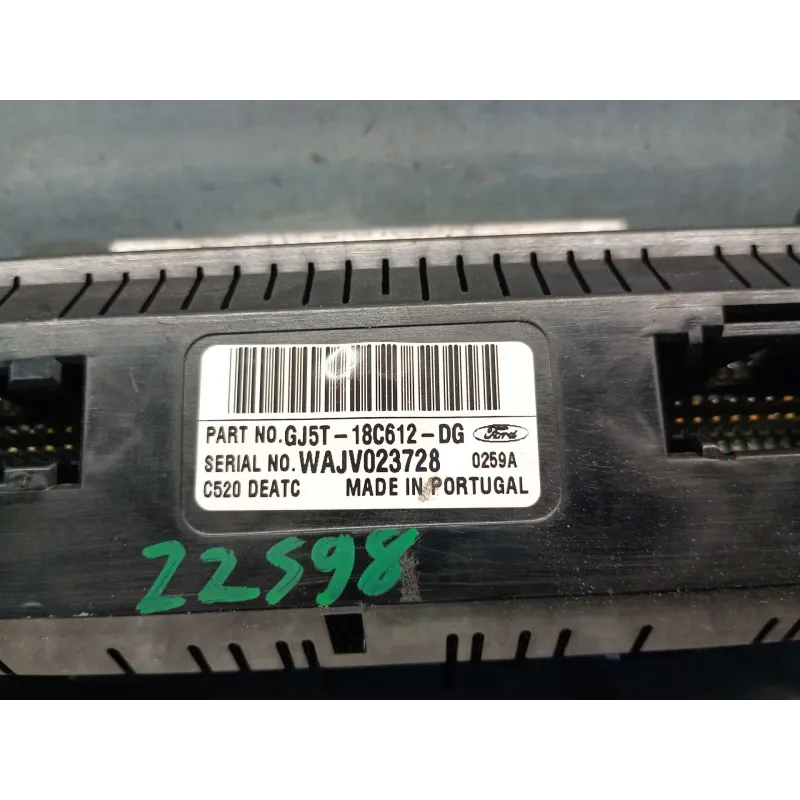 PART NO. GJ5T-18C612-DG Ford
SERIAL NO. WAJV023728 0259A
C520 DEATC MADE IN PORTUGAL
22598